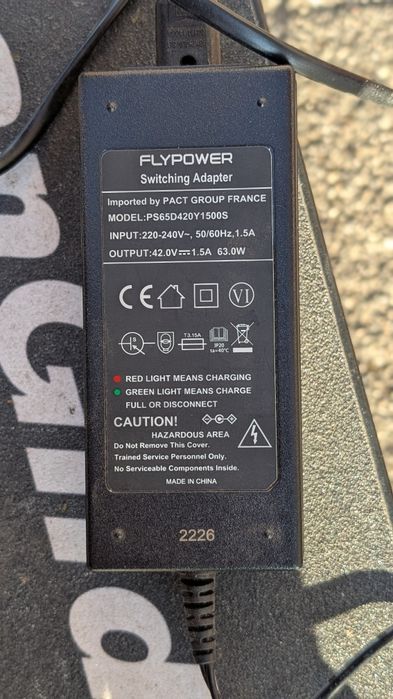 FLYPOWER
Switching Adapter
Imported by PACT GROUP FRANCE
MODEL:PS65D420Y1500S
INPUT:220-240V~, 50/60Hz,1.5A
OUTPUT:42.0V⎓1.5A 63.0W
CE VI
S T3.15A IP20
ta=40°C
RED LIGHT MEANS CHARGING
GREEN LIGHT MEANS CHARGE
FULL OR DISCONNECT
CAUTION!
HAZARDOUS AREA
Do Not Remove This Cover.
Trained Service Personnel Only.
No Serviceable Components Inside.
MADE IN CHINA
2226